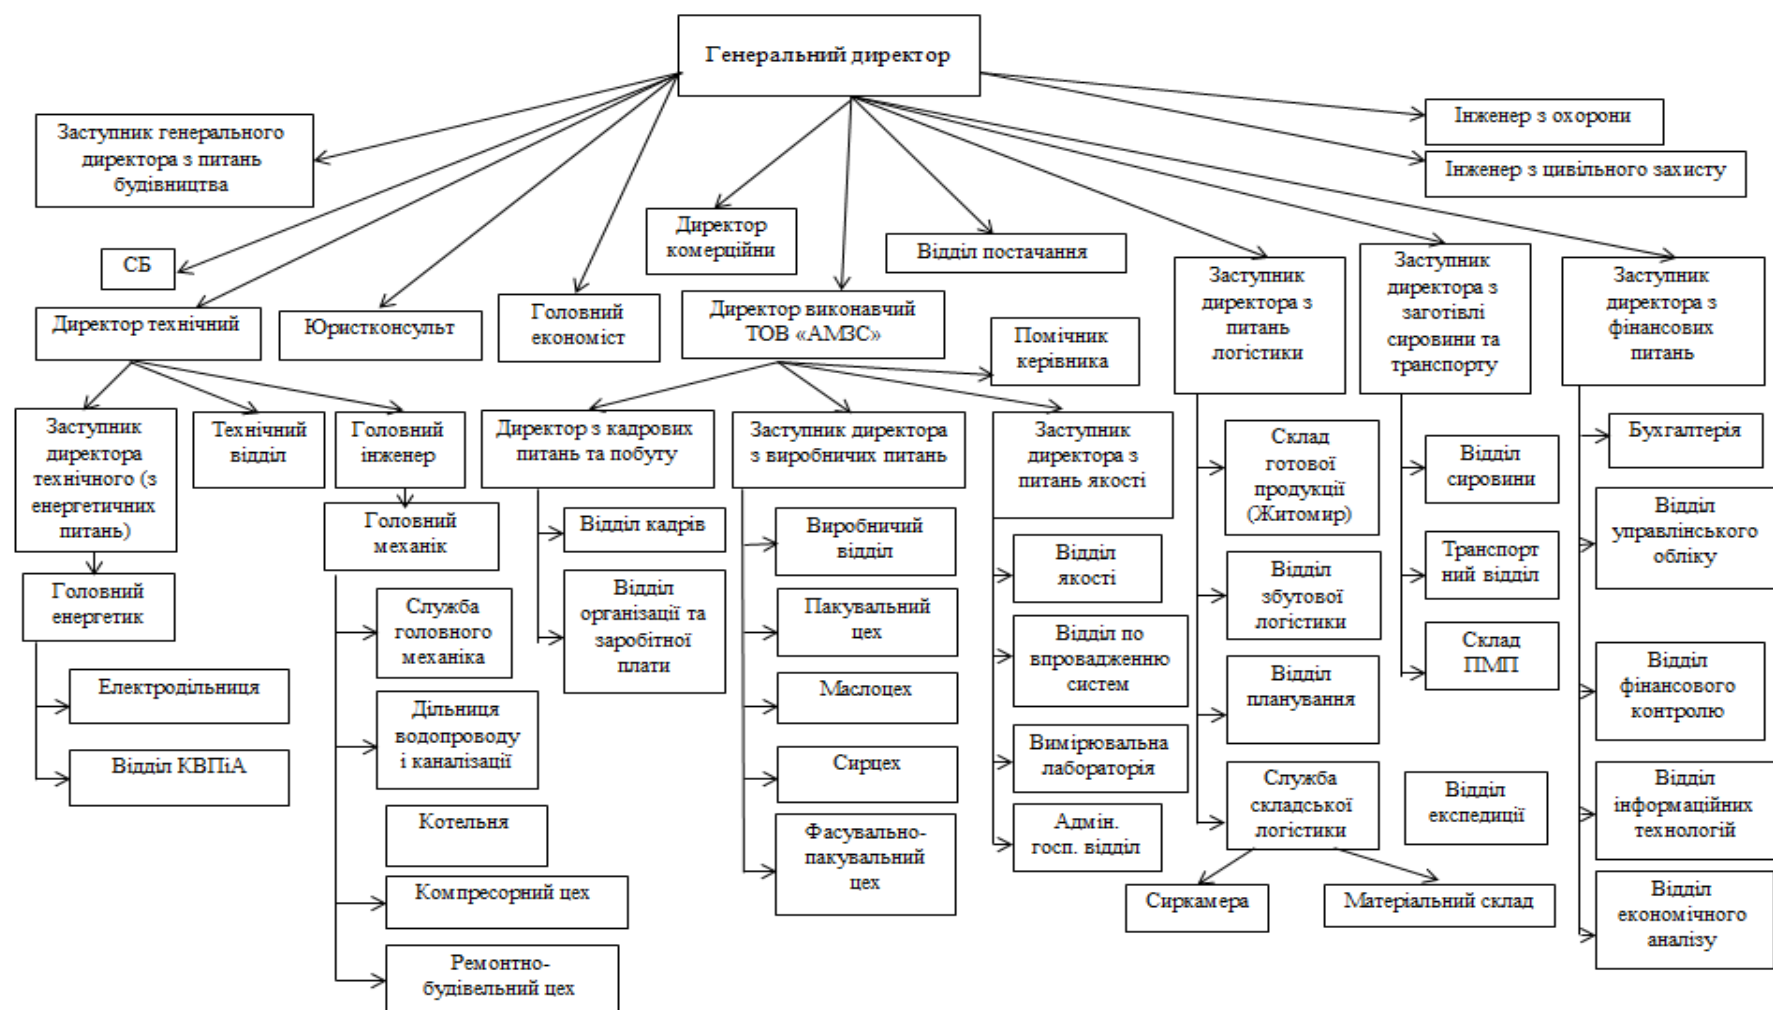 Генеральний директор
Заступник генерального
директора з питань
будівництва
Інженер з охорони
Інженер з цивільного захисту
СБ
Директор
комерційни
Відділ постачання
Директор технічний
Юристконсульт
Головний
економіст
Директор виконавчий
ТОВ «АМЗС»
Помічник
керівника
Заступник
директора з
питань
логістики
Заступник
директора з
заготівлі
сировини та
транспорту
Заступник
директора з
фінансових
питань
Заступник
директора
технічного (з
енергетичних
питань)
Технічний
відділ
Головний
інженер
Директор з кадрових
питань та побуту
Заступник директора
з виробничих питань
Заступник
директора з
питань якості
Головний
енергетик
Електродільниця
Відділ КВПіА
Головний
механік
Служба
головного
механіка
Дільниця
водопроводу
і каналізації
Котельня
Компресорний цех
Ремонтно-
будівельний цех
Відділ кадрів
Відділ
організації та
заробітної
плати
Виробничий
відділ
Пакувальний
цех
Маслоцех
Сирцех
Фасувально-
пакувальний
цех
Відділ
якості
Відділ по
впровадженню
систем
Вимірювальна
лабораторія
Адмін.
госп. відділ
Склад
готової
продукції
(Житомир)
Відділ
збутової
логістики
Відділ
планування
Служба
складської
логістики
Сиркамера
Матеріальний склад
Відділ
сировини
Транспорт
ний відділ
Склад
ПМП
Відділ
експедиції
Бухгалтерія
Відділ
управлінського
обліку
Відділ
фінансового
контролю
Відділ
інформаційних
технологій
Відділ
економічного
аналізу